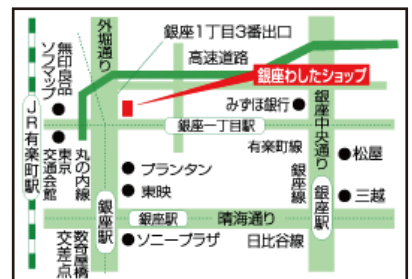 外堀通り
銀座1丁目3番出口
高速道路
無印良品
ソフマップ
銀座わしたショップ
みずほ銀行
銀座一丁目駅
有楽町線
JR有楽町駅
東京交通会館
丸の内線
プランタン
東映
銀座中央通り
松屋
三越
銀座線
銀座駅
銀座駅
銀座駅
晴海通り
数寄屋橋交差点
ソニープラザ
日比谷線